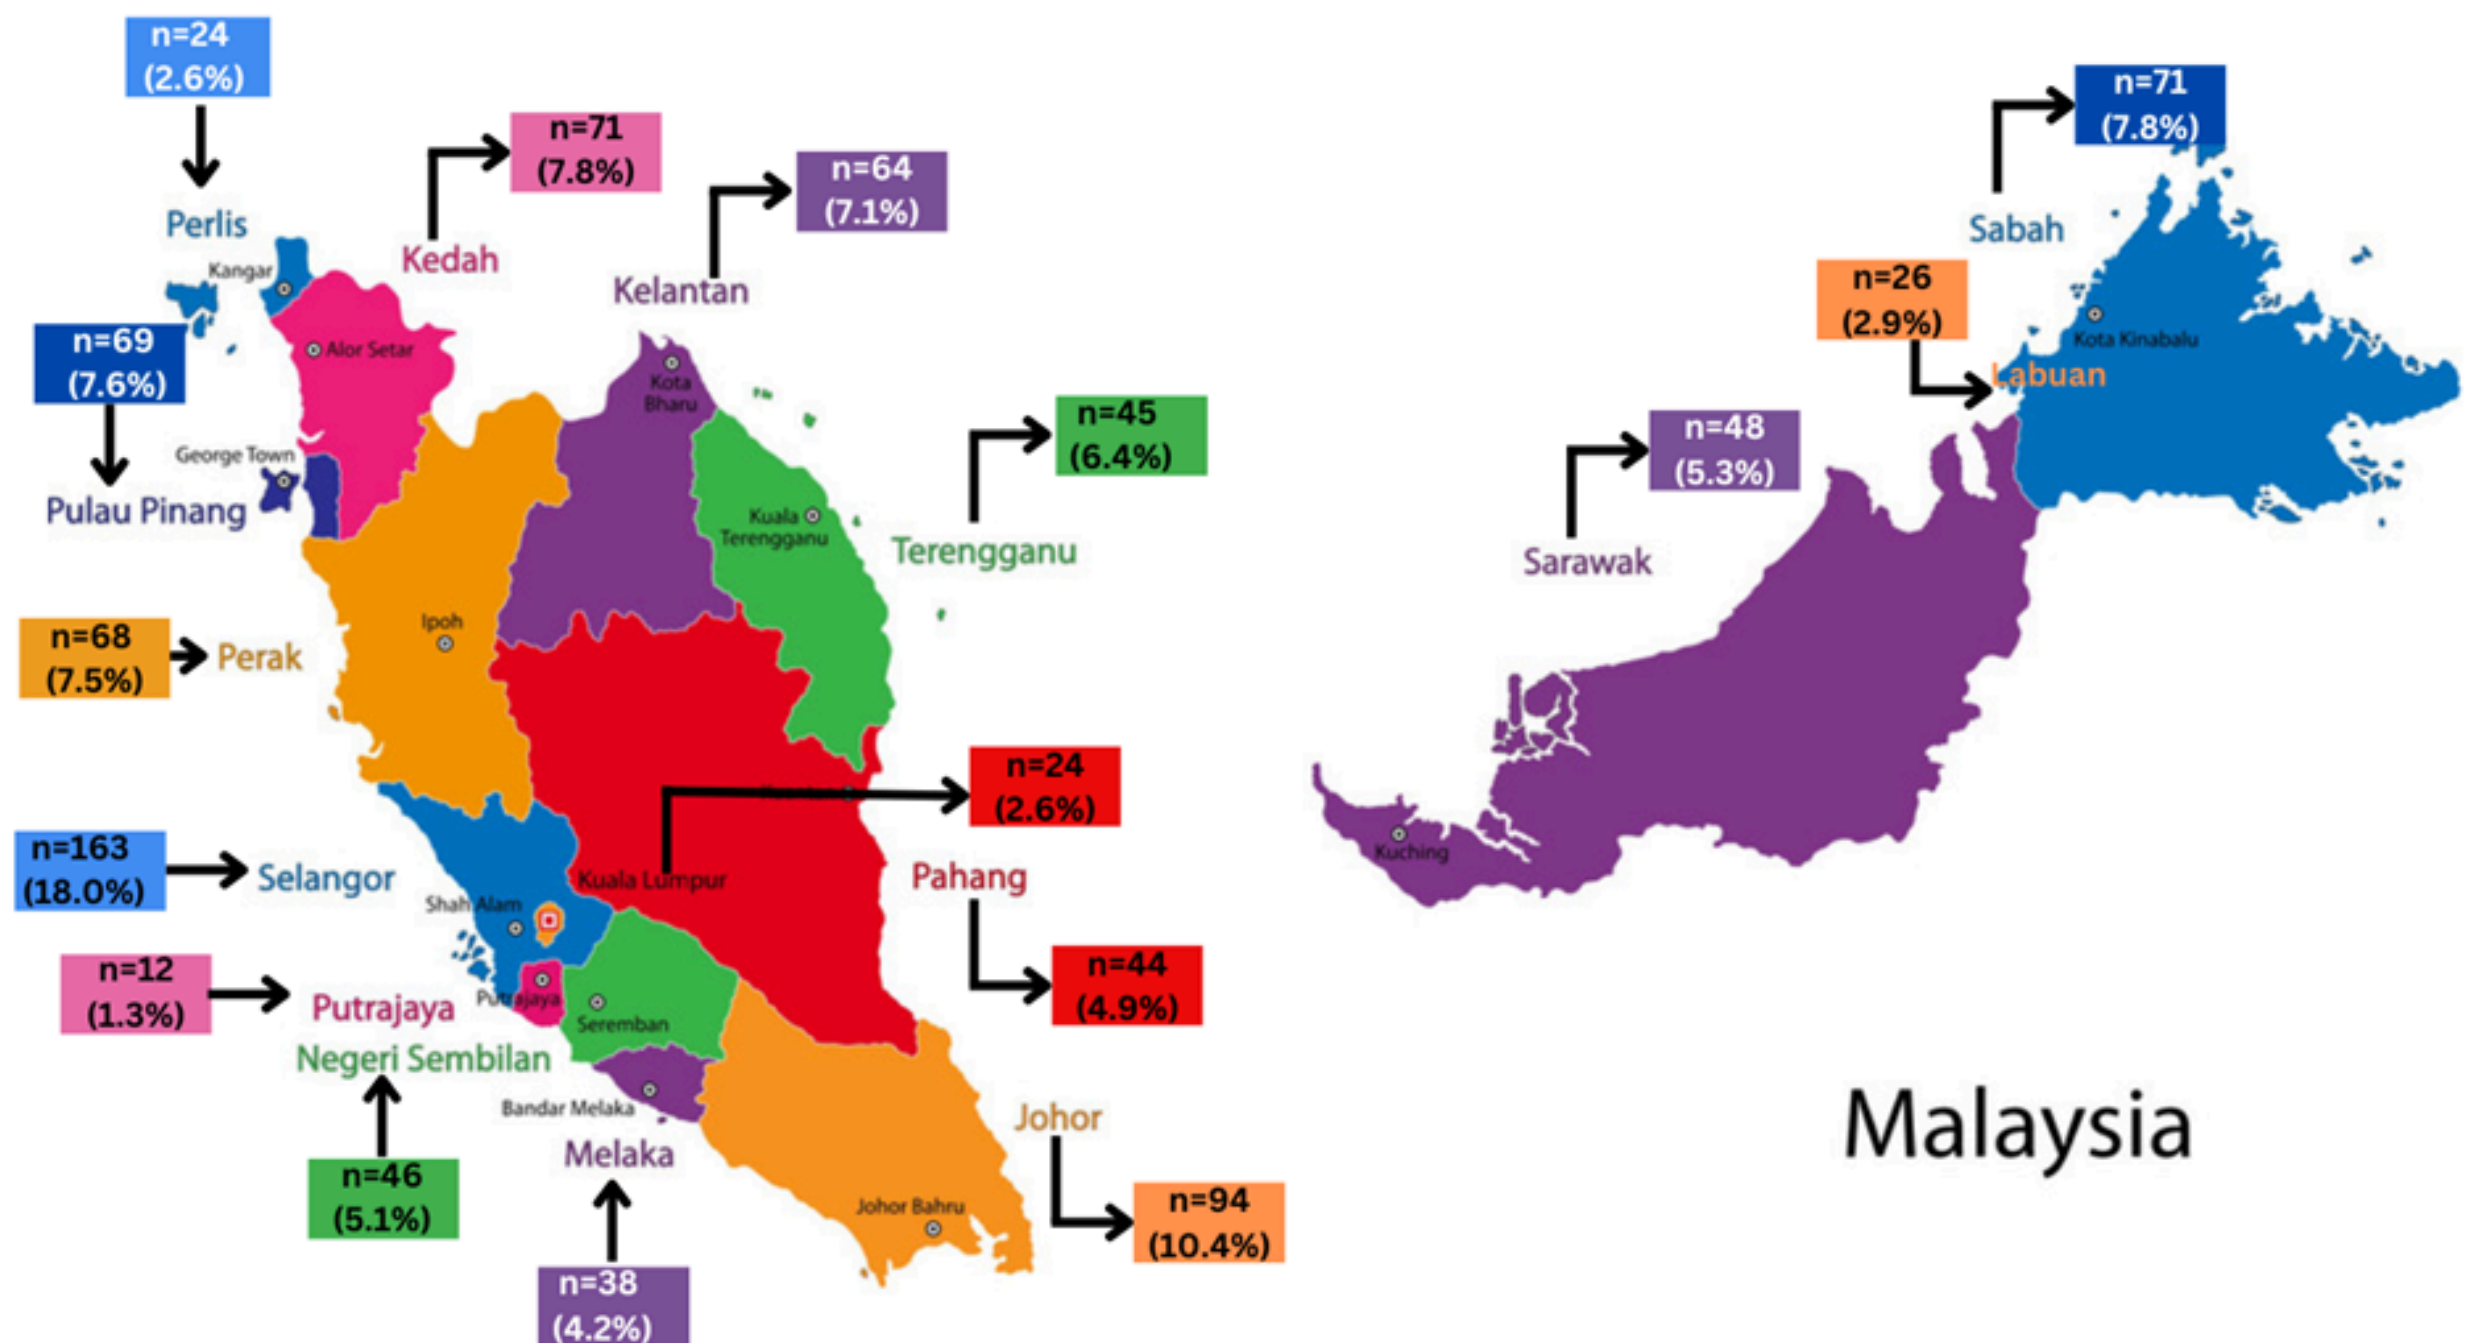 n=24
(2.6%)
Perlis
Kangar
n=71
(7.8%)
Kedah
Alor Setar
n=64
(7.1%)
Kelantan
Kota
Bharu
n=69
(7.6%)
George Town
Pulau Pinang
n=45
(6.4%)
Kuala
Terengganu
Terengganu
n=68
(7.5%)
Perak
Ipoh
n=24
(2.6%)
Kuala Lumpur
n=163
(18.0%)
Selangor
Shah Alam
Pahang
n=44
(4.9%)
n=12
(1.3%)
Putrajaya
Putrajaya
Seremban
Negeri Sembilan
n=46
(5.1%)
Bandar Melaka
Melaka
n=38
(4.2%)
Johor
Johor Bahru
n=94
(10.4%)
n=71
(7.8%)
Sabah
n=26
(2.9%)
Kota Kinabalu
Labuan
n=48
(5.3%)
Sarawak
Kuching
Malaysia